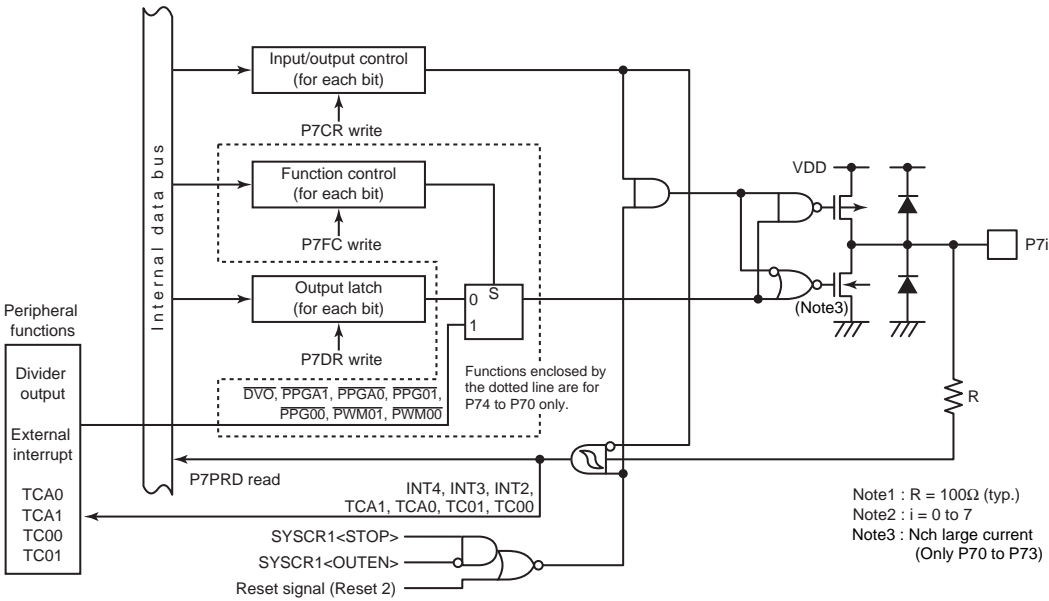 Input/output control
(for each bit)
P7CR write
Internal data bus
Function control
(for each bit)
P7FC write
Output latch
(for each bit)
P7DR write
0
S
1
VDD
P7i
(Note3)
R
Peripheral
functions
Divider
output
External
interrupt
TCA0
TCA1
TC00
TC01
Functions enclosed by
the dotted line are for
P74 to P70 only.
DVO, PPGA1, PPGA0, PPG01,
PPG00, PWM01, PWM00
P7PRD read
INT4, INT3, INT2,
TCA1, TCA0, TC01, TC00
SYSCR1<STOP>
SYSCR1<OUTEN>
Reset signal (Reset 2)
Note1 : R = 100Ω (typ.)
Note2 : i = 0 to 7
Note3 : Nch large current
(Only P70 to P73)